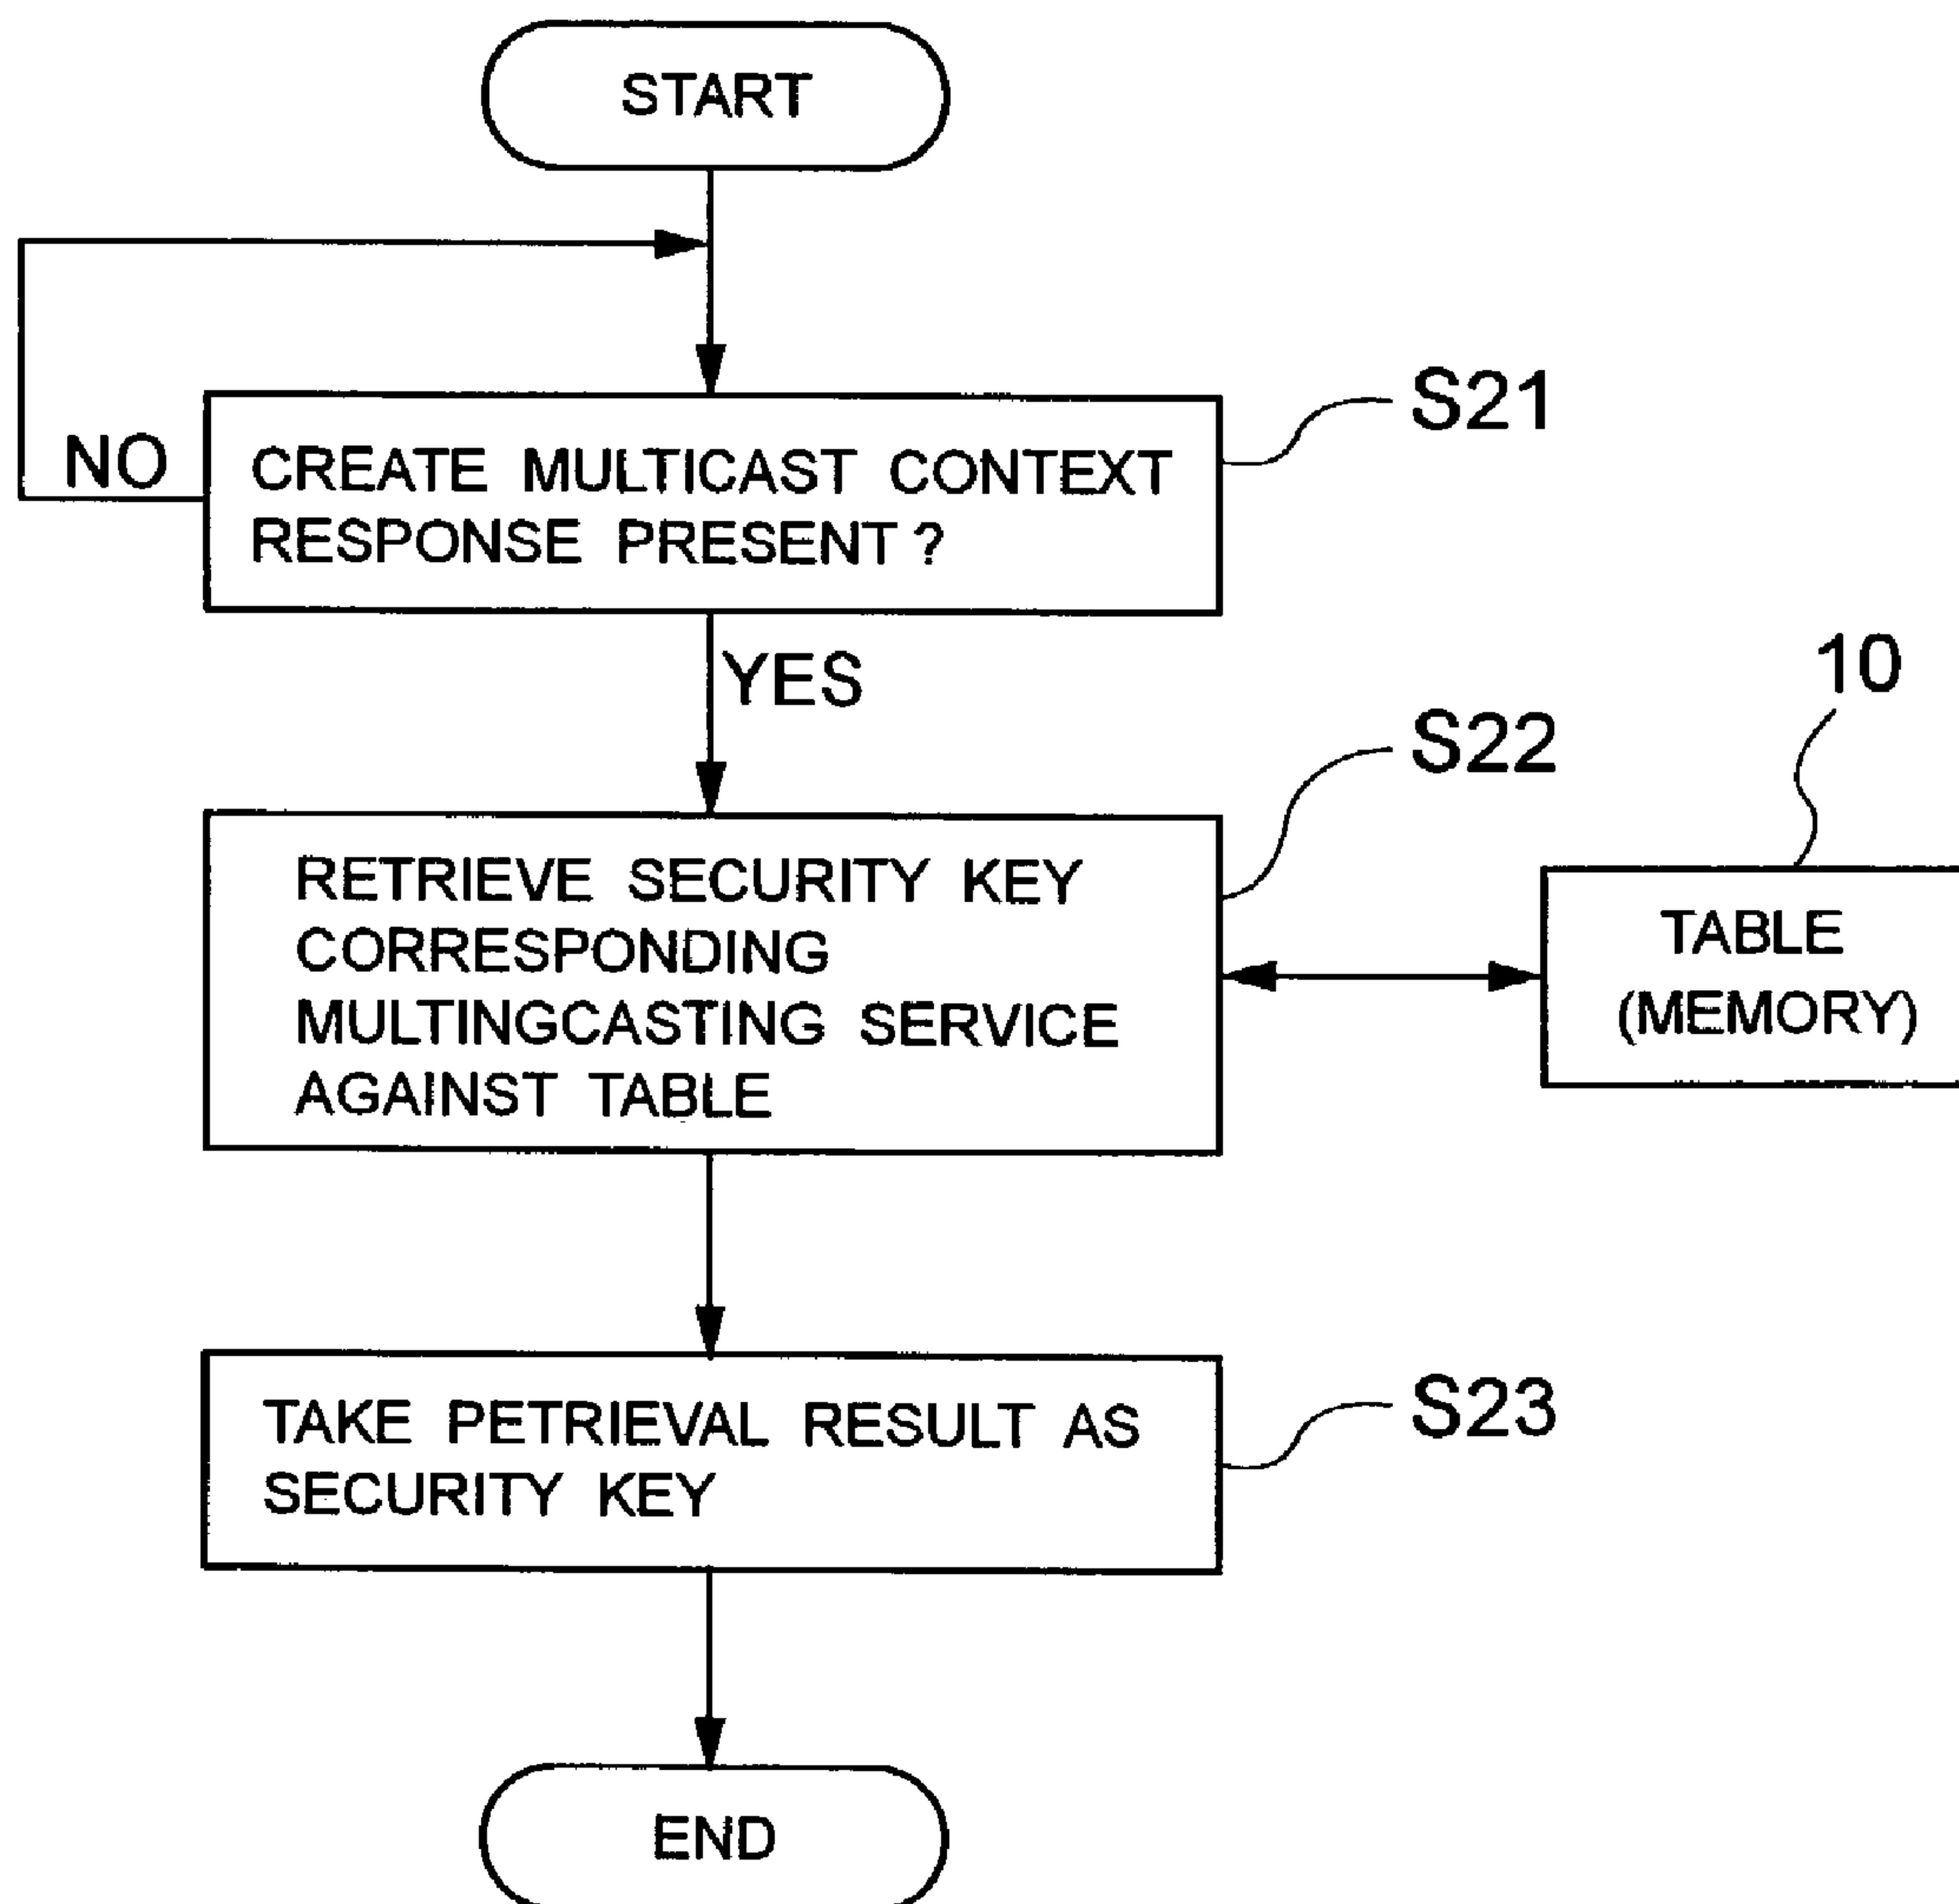 START
NO
CREATE MULTICAST CONTEXT
RESPONSE PRESENT ?
S21
YES
10
S22
RETRIEVE SECURITY KEY
CORRESPONDING
MULTINGCASTING SERVICE
AGAINST TABLE
TABLE
(MEMORY)
TAKE PETRIEVAL RESULT AS
SECURITY KEY
S23
END